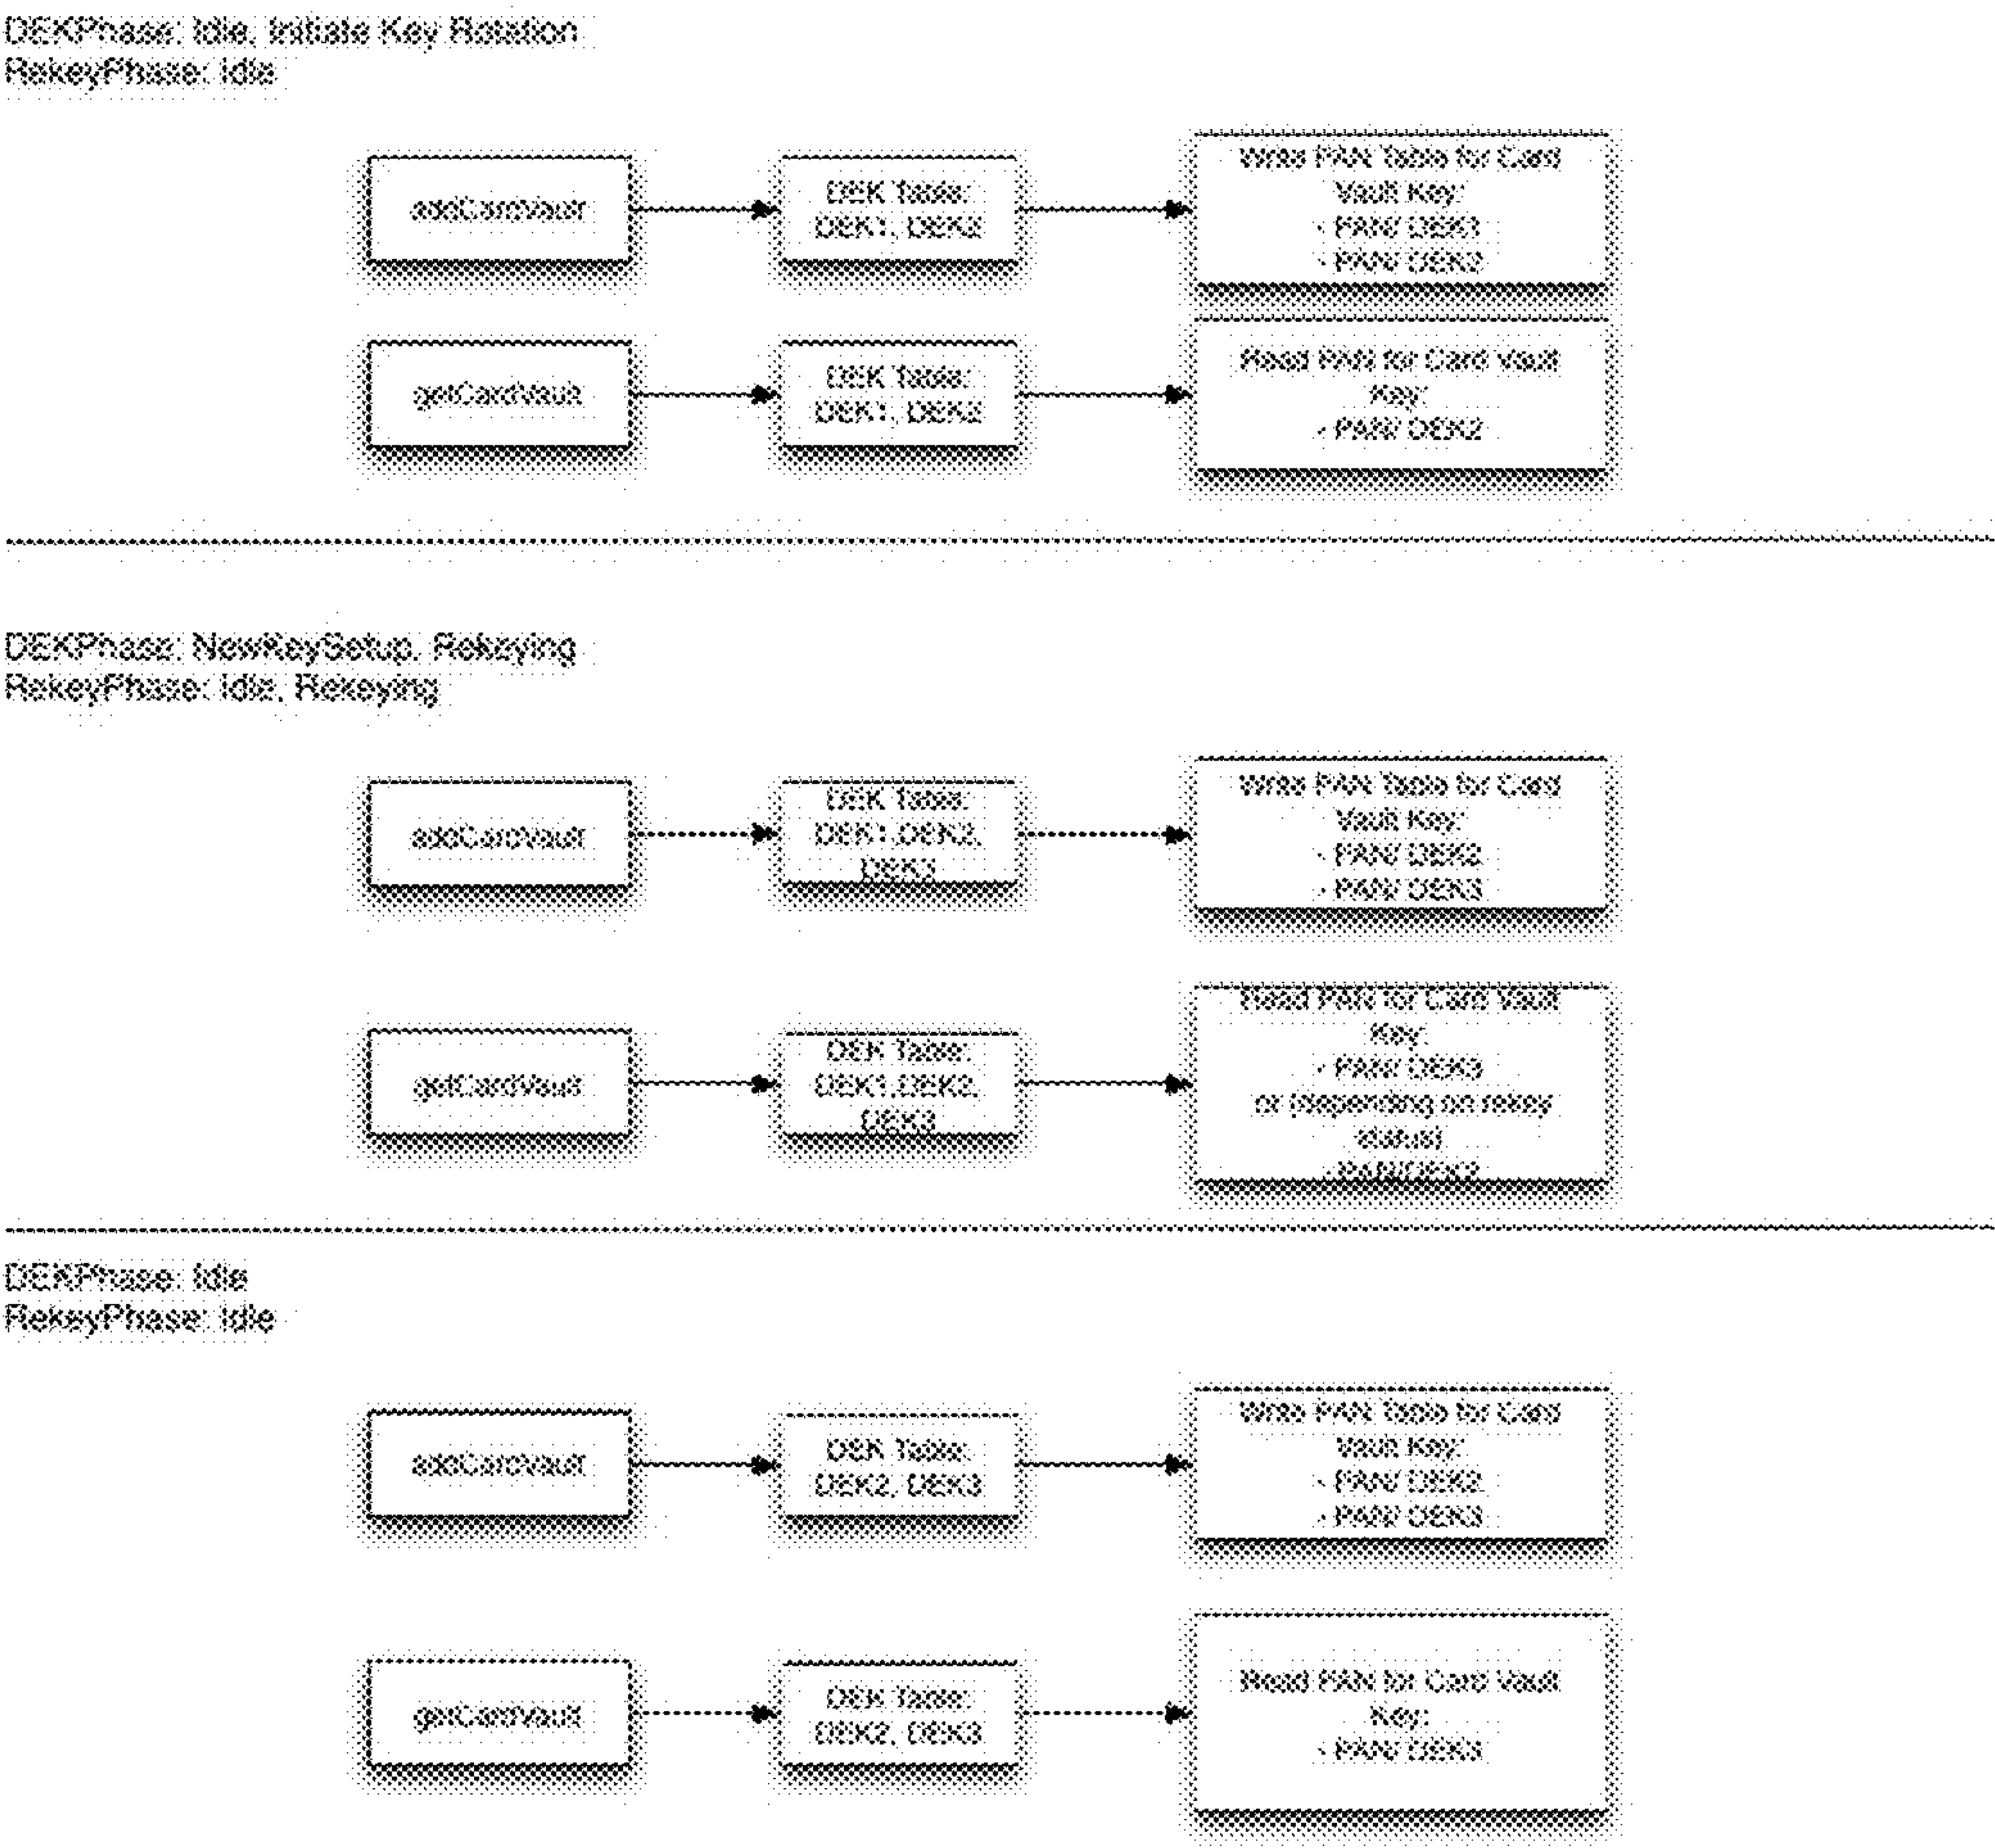 DEKPhase: Idle, Initiate Key Rotation
RekeyPhase: Idle
addCardVault
DEK Table:
DEK1, DEK2
Write PAN Table for Card
Vault Key:
- PAN/ DEK1
- PAN/ DEK2
getCardVault
DEK Table:
DEK1, DEK2
Read PAN for Card Vault
Key:
- PAN/ DEK2
DEKPhase: NewKeySetup, Rekeying
RekeyPhase: Idle, Rekeying
addCardVault
DEK Table:
DEK1,DEK2,
DEK3
Write PAN Table for Card
Vault Key:
- PAN/ DEK2
- PAN/ DEK3
getCardVault
DEK Table:
DEK1,DEK2,
DEK3
Read PAN for Card Vault
Key:
- PAN/ DEK3
or (depending on rekey
status)
- PAN/DEK2
DEKPhase: Idle
RekeyPhase: Idle
addCardVault
DEK Table:
DEK2, DEK3
Write PAN Table for Card
Vault Key:
- PAN/ DEK2
- PAN/ DEK3
getCardVault
DEK Table:
DEK2, DEK3
Read PAN for Card Vault
Key:
- PAN/ DEK3